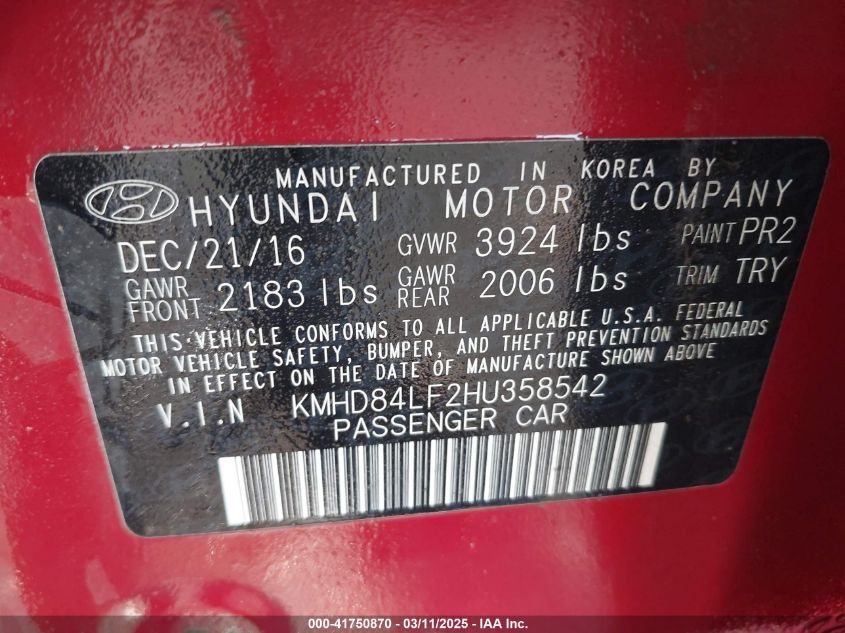 MANUFACTURED IN KOREA BY
HYUNDAI MOTOR COMPANY
DEC/21/16 GVWR 3924 lbs PAINT PR2
GAWR FRONT 2183 lbs GAWR REAR 2006 lbs TRIM TRY
THIS VEHICLE CONFORMS TO ALL APPLICABLE U.S.A. FEDERAL
MOTOR VEHICLE SAFETY, BUMPER, AND THEFT PREVENTION STANDARDS
IN EFFECT ON THE DATE OF MANUFACTURE SHOWN ABOVE
V.I.N KMHD84LF2HU358542
PASSENGER CAR
000-41750870 - 03/11/2025 - IAA, Inc.